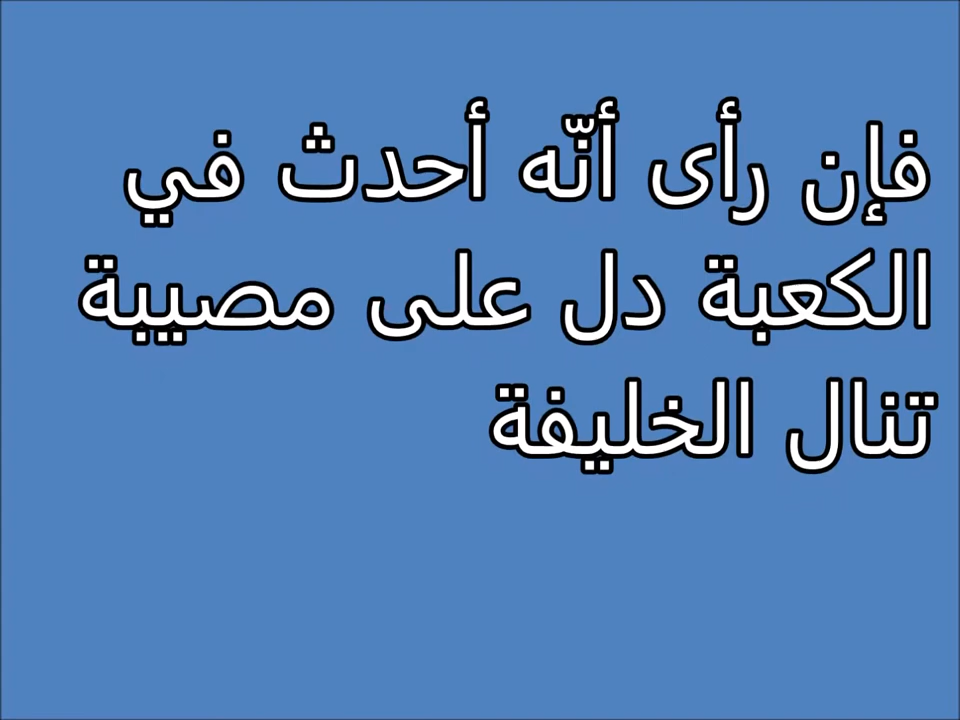 فإن رأى أنّه أحدث في
الكعبة دل على مصيبة
تنال الخليفة